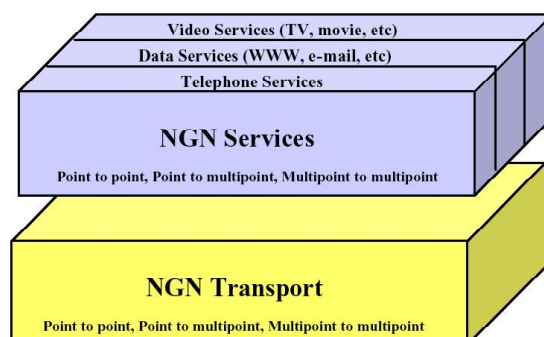 Video Services (TV, movie, etc)
Data Services (WWW, e-mail, etc)
Telephone Services
NGN Services
Point to point, Point to multipoint, Multipoint to multipoint
NGN Transport
Point to point, Point to multipoint, Multipoint to multipoint